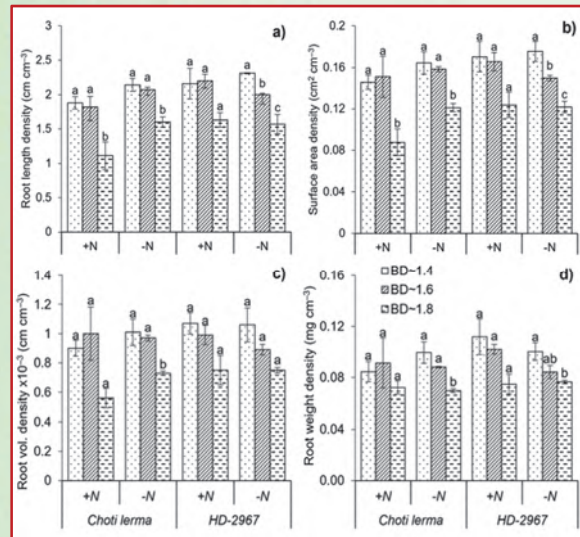 a)
Root length density (cm cm⁻³)
3
2.5
2
1.5
1
0.5
0
a a b a a b a a a a b c
+N -N +N -N
b)
Surface area density (cm² cm⁻³)
0.2
0.16
0.12
0.08
0.04
0
a a b a a b a a a a b c
+N -N +N -N
c)
Root vol. density x10⁻³ (cm cm⁻³)
1.4
1.2
1
0.8
0.6
0.4
0.2
0
a a a a a b a a a a a a
+N -N +N -N
Choti lerma HD-2967
d)
BD~1.4
BD~1.6
BD~1.8
Root weight density (mg cm⁻³)
0.16
0.12
0.08
0.04
0.00
a a a a a b a a a a ab b
+N -N +N -N
Choti lerma HD-2967